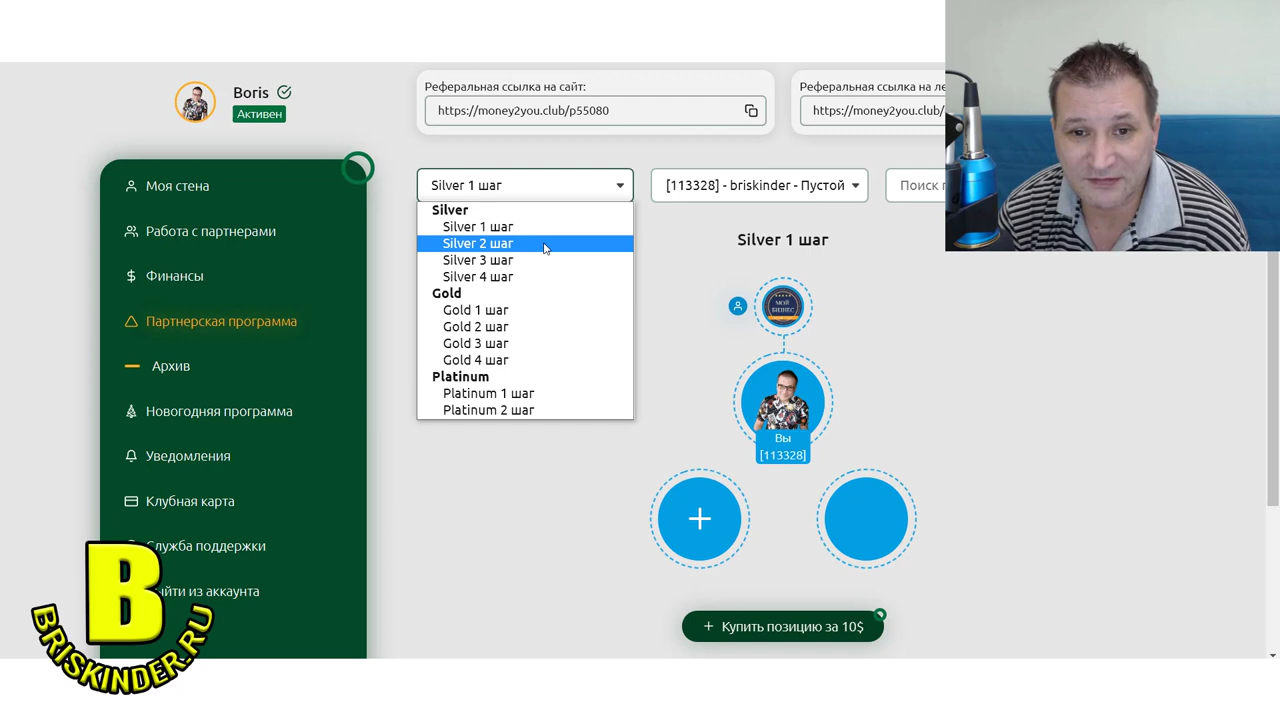 Boris
Активен
Реферальная ссылка на сайт:
https://money2you.club/p55080
Реферальная ссылка на ле
https://money2you.club/
Моя стена
Работа с партнерами
Финансы
Партнерская программа
Архив
Новогодняя программа
Уведомления
Клубная карта
Служба поддержки
ыйти из аккаунта
Silver 1 шаг
[113328] - briskinder - Пустой
Поиск
Silver
Silver 1 шаг
Silver 2 шаг
Silver 3 шаг
Silver 4 шаг
Gold
Gold 1 шаг
Gold 2 шаг
Gold 3 шаг
Gold 4 шаг
Platinum
Platinum 1 шаг
Platinum 2 шаг
Silver 1 шаг
МОЙ
БИЗНЕС
Вы
[113328]
+ Купить позицию за 10$
B
BRISKINDER.RU